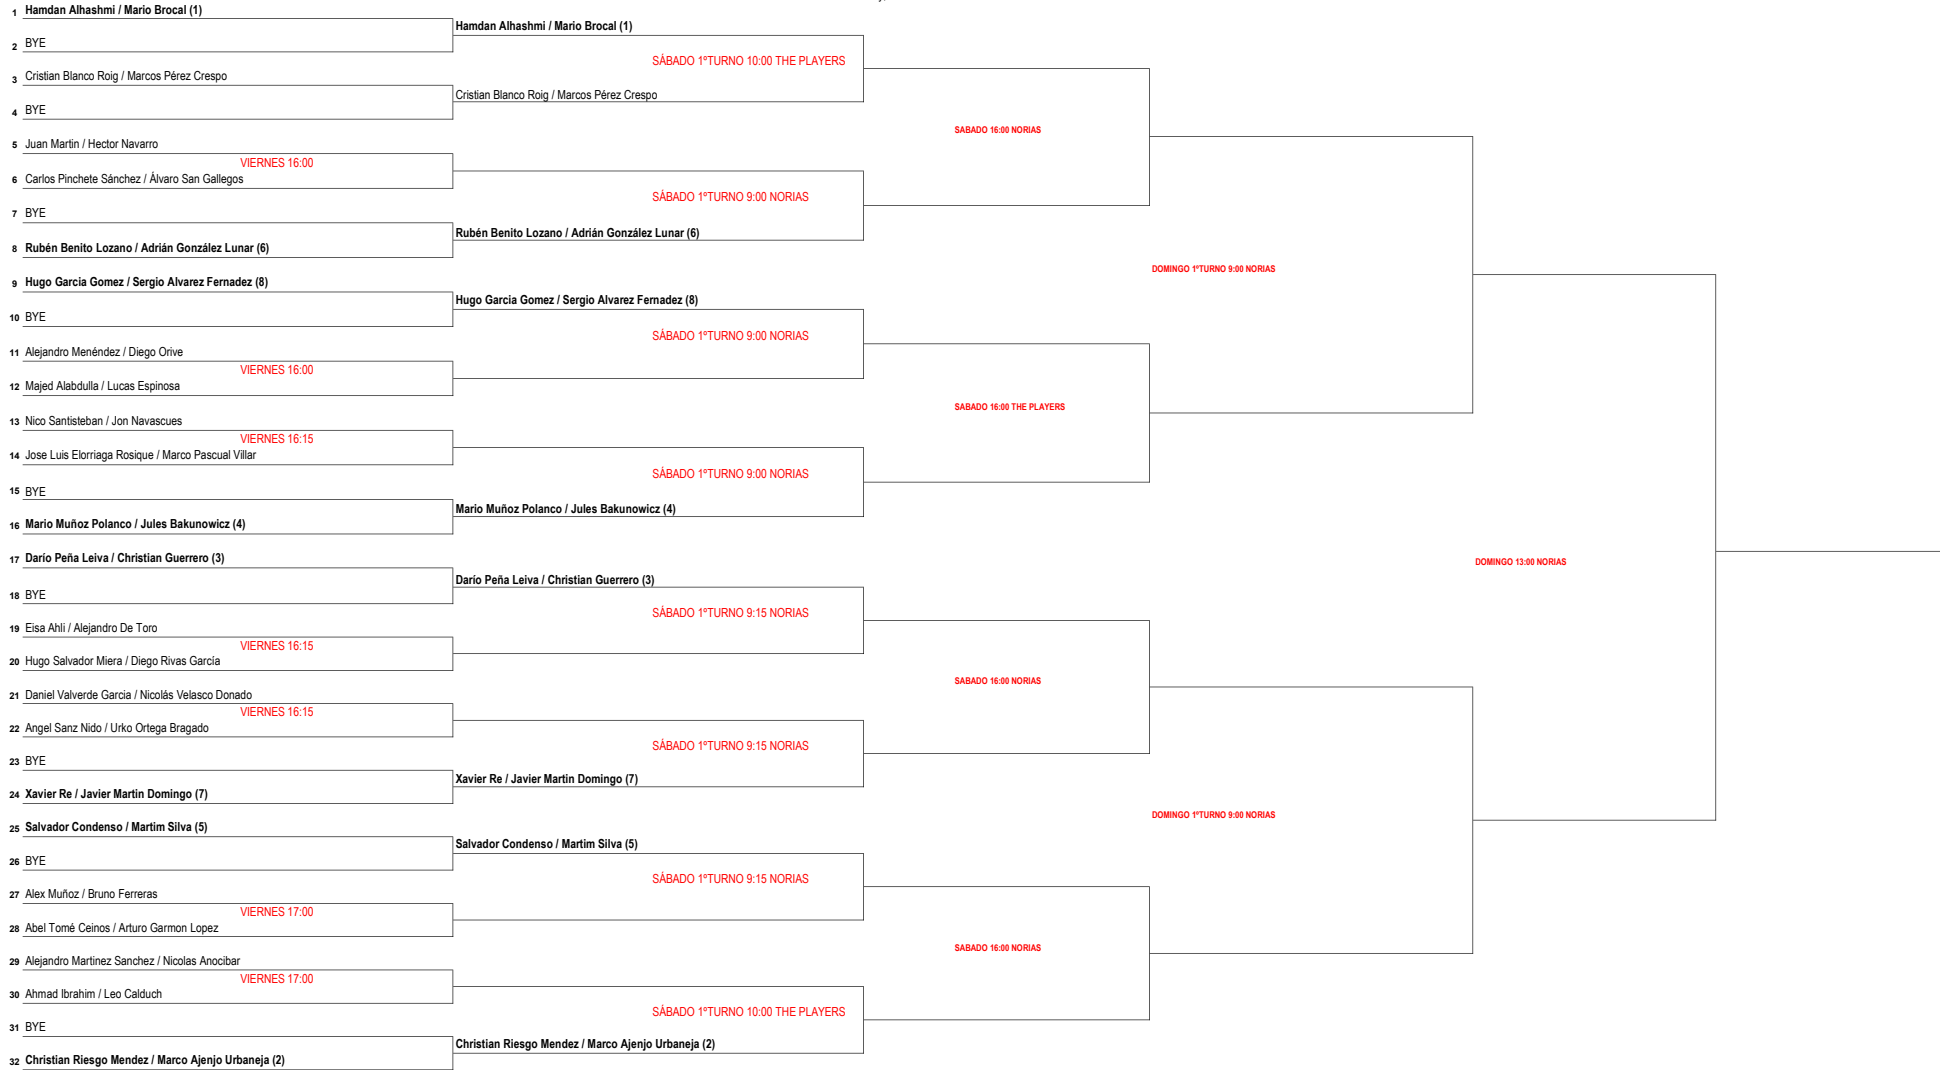 1 Hamdan Alhashmi / Mario Brocal (1)
Hamdan Alhashmi / Mario Brocal (1)
2 BYE
SÁBADO 1ºTURNO 10:00 THE PLAYERS
3 Cristian Blanco Roig / Marcos Pérez Crespo
Cristian Blanco Roig / Marcos Pérez Crespo
4 BYE
SABADO 16:00 NORIAS
5 Juan Martin / Hector Navarro
VIERNES 16:00
6 Carlos Pinchete Sánchez / Álvaro San Gallegos
SÁBADO 1ºTURNO 9:00 NORIAS
7 BYE
Rubén Benito Lozano / Adrián González Lunar (6)
8 Rubén Benito Lozano / Adrián González Lunar (6)
DOMINGO 1ºTURNO 9:00 NORIAS
9 Hugo Garcia Gomez / Sergio Alvarez Fernadez (8)
Hugo Garcia Gomez / Sergio Alvarez Fernadez (8)
10 BYE
SÁBADO 1ºTURNO 9:00 NORIAS
11 Alejandro Menéndez / Diego Orive
VIERNES 16:00
12 Majed Alabdulla / Lucas Espinosa
SABADO 16:00 THE PLAYERS
13 Nico Santisteban / Jon Navascues
VIERNES 16:15
14 Jose Luis Elorriaga Rosique / Marco Pascual Villar
SÁBADO 1ºTURNO 9:00 NORIAS
15 BYE
Mario Muñoz Polanco / Jules Bakunowicz (4)
16 Mario Muñoz Polanco / Jules Bakunowicz (4)
17 Darío Peña Leiva / Christian Guerrero (3)
DOMINGO 13:00 NORIAS
Darío Peña Leiva / Christian Guerrero (3)
18 BYE
SÁBADO 1ºTURNO 9:15 NORIAS
19 Eisa Ahli / Alejandro De Toro
VIERNES 16:15
20 Hugo Salvador Miera / Diego Rivas García
SABADO 16:00 NORIAS
21 Daniel Valverde Garcia / Nicolás Velasco Donado
VIERNES 16:15
22 Angel Sanz Nido / Urko Ortega Bragado
SÁBADO 1ºTURNO 9:15 NORIAS
23 BYE
Xavier Re / Javier Martin Domingo (7)
24 Xavier Re / Javier Martin Domingo (7)
DOMINGO 1ºTURNO 9:00 NORIAS
25 Salvador Condenso / Martim Silva (5)
Salvador Condenso / Martim Silva (5)
26 BYE
SÁBADO 1ºTURNO 9:15 NORIAS
27 Alex Muñoz / Bruno Ferreras
VIERNES 17:00
28 Abel Tomé Ceinos / Arturo Garmon Lopez
SABADO 16:00 NORIAS
29 Alejandro Martinez Sanchez / Nicolas Anocibar
VIERNES 17:00
30 Ahmad Ibrahim / Leo Calduch
SÁBADO 1ºTURNO 10:00 THE PLAYERS
31 BYE
Christian Riesgo Mendez / Marco Ajenjo Urbaneja (2)
32 Christian Riesgo Mendez / Marco Ajenjo Urbaneja (2)